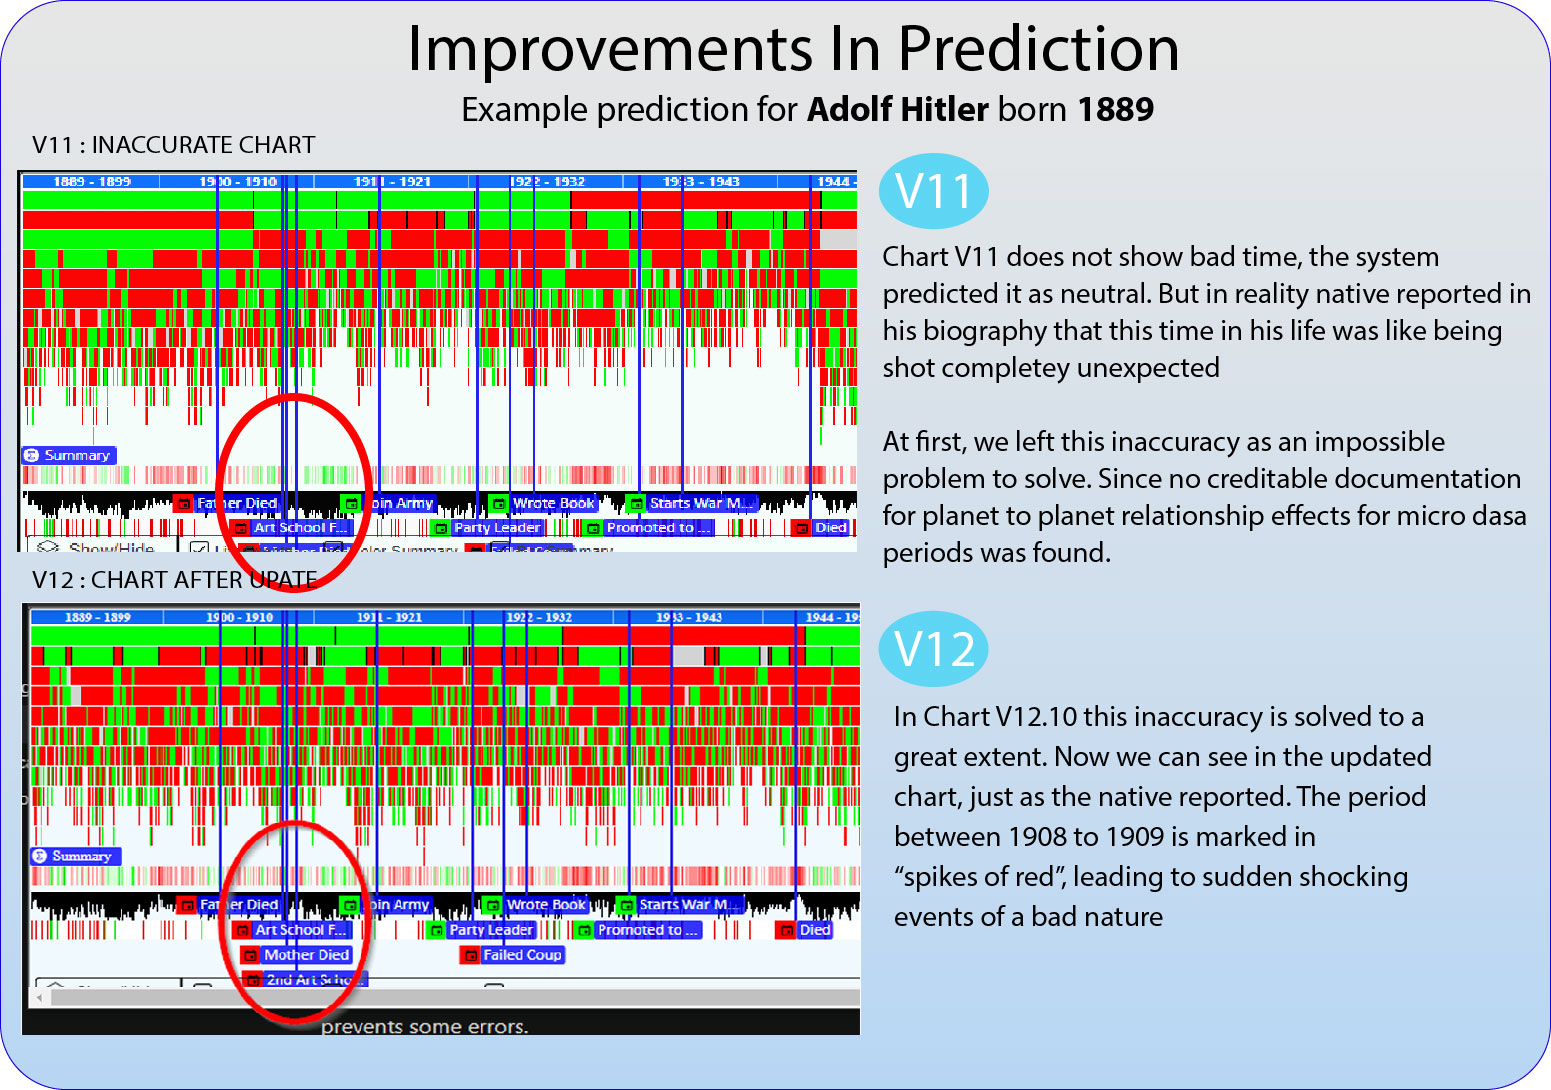 Improvements In Prediction
Example prediction for Adolf Hitler born 1889
V11 : INACCURATE CHART
1889 - 1899
1900 - 1910
1911 - 1921
1922 - 1932
1933 - 1943
1944 -
Summary
Father Died
Join Army
Wrote Book
Starts War M...
Art School F...
Party Leader
Promoted to ...
Died
Show/Hide
V12 : CHART AFTER UPATE
1889 - 1899
1900 - 1910
1911 - 1921
1922 - 1932
1933 - 1943
1944 - 19
Summary
Father Died
Join Army
Wrote Book
Starts War M...
Art School F...
Party Leader
Promoted to ...
Died
Mother Died
Failed Coup
2nd Art Scho...
prevents some errors.
V11
Chart V11 does not show bad time, the system
predicted it as neutral. But in reality native reported in
his biography that this time in his life was like being
shot completey unexpected
At first, we left this inaccuracy as an impossible
problem to solve. Since no creditable documentation
for planet to planet relationship effects for micro dasa
periods was found.
V12
In Chart V12.10 this inaccuracy is solved to a
great extent. Now we can see in the updated
chart, just as the native reported. The period
between 1908 to 1909 is marked in
“spikes of red”, leading to sudden shocking
events of a bad nature